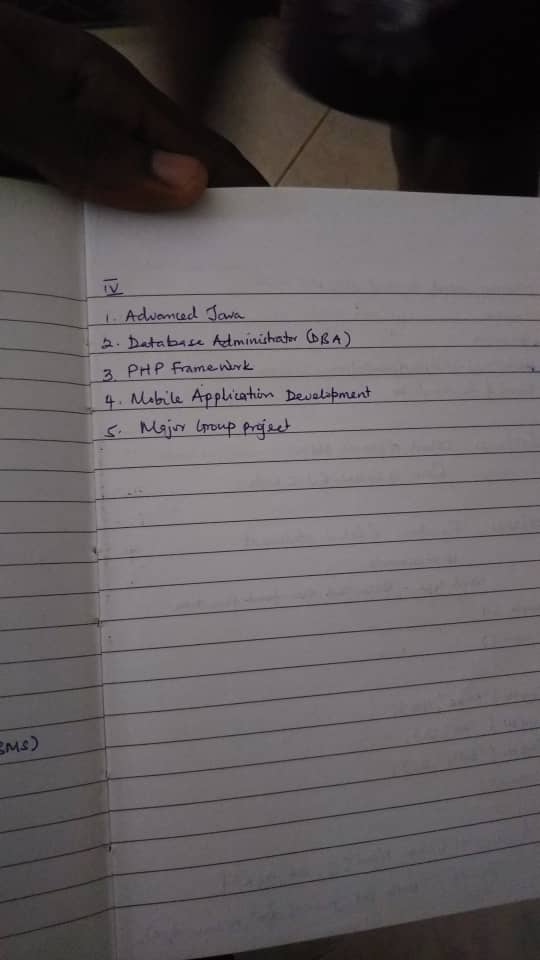 IV
1. Advanced Java
2. Database Administrator (DBA)
3. PHP Framework
4. Mobile Application Development
5. Major Group project
BMS)